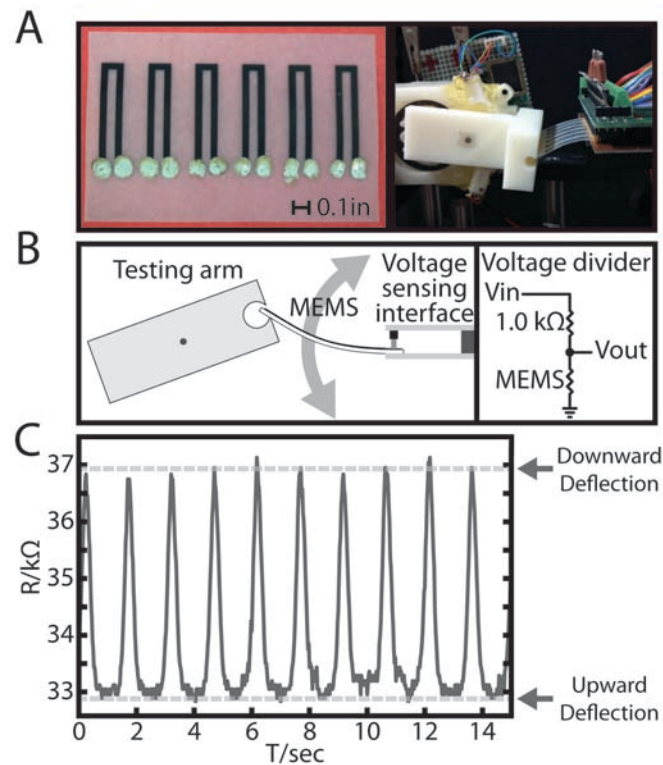 A
0.1in
B
Testing arm
MEMS
Voltage
sensing
interface
Voltage divider
Vin
1.0 kΩ
Vout
MEMS
C
37
36
35
34
33
R/kΩ
0
2
4
6
8
10
12
14
T/sec
Downward
Deflection
Upward
Deflection